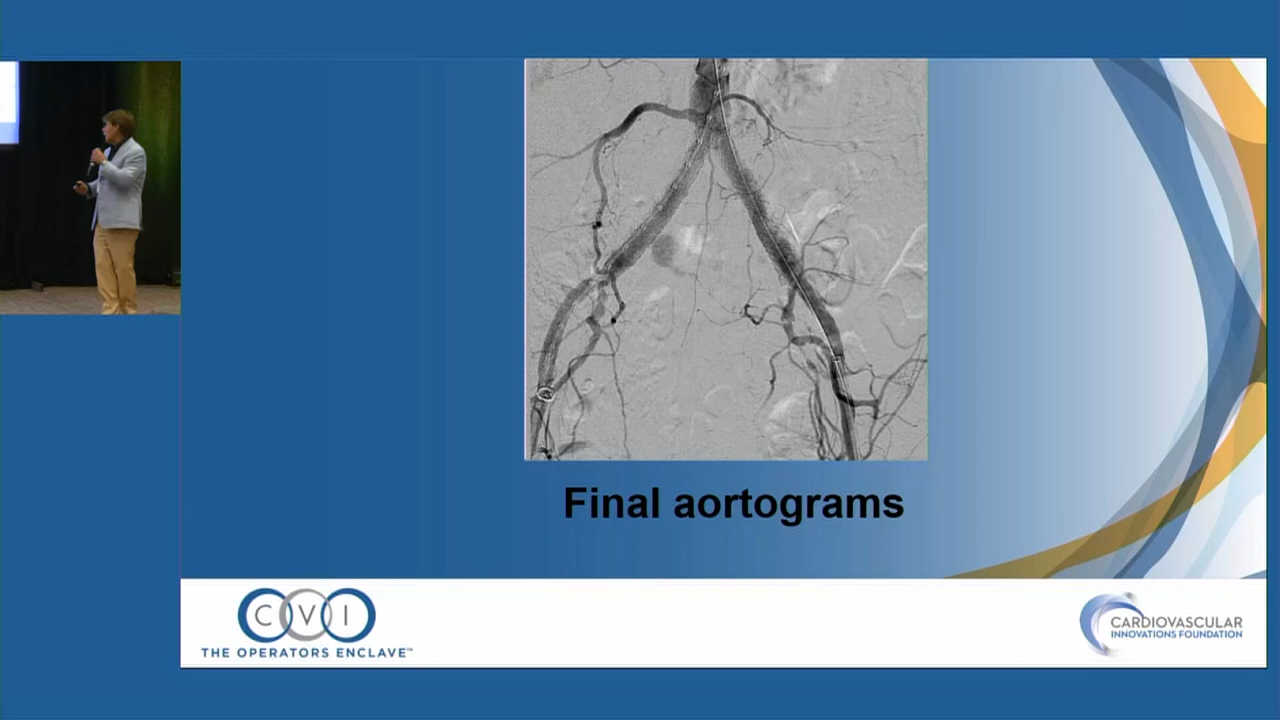 Final aortograms
CVI
THE OPERATORS ENCLAVE™
CARDIOVASCULAR
INNOVATIONS FOUNDATION